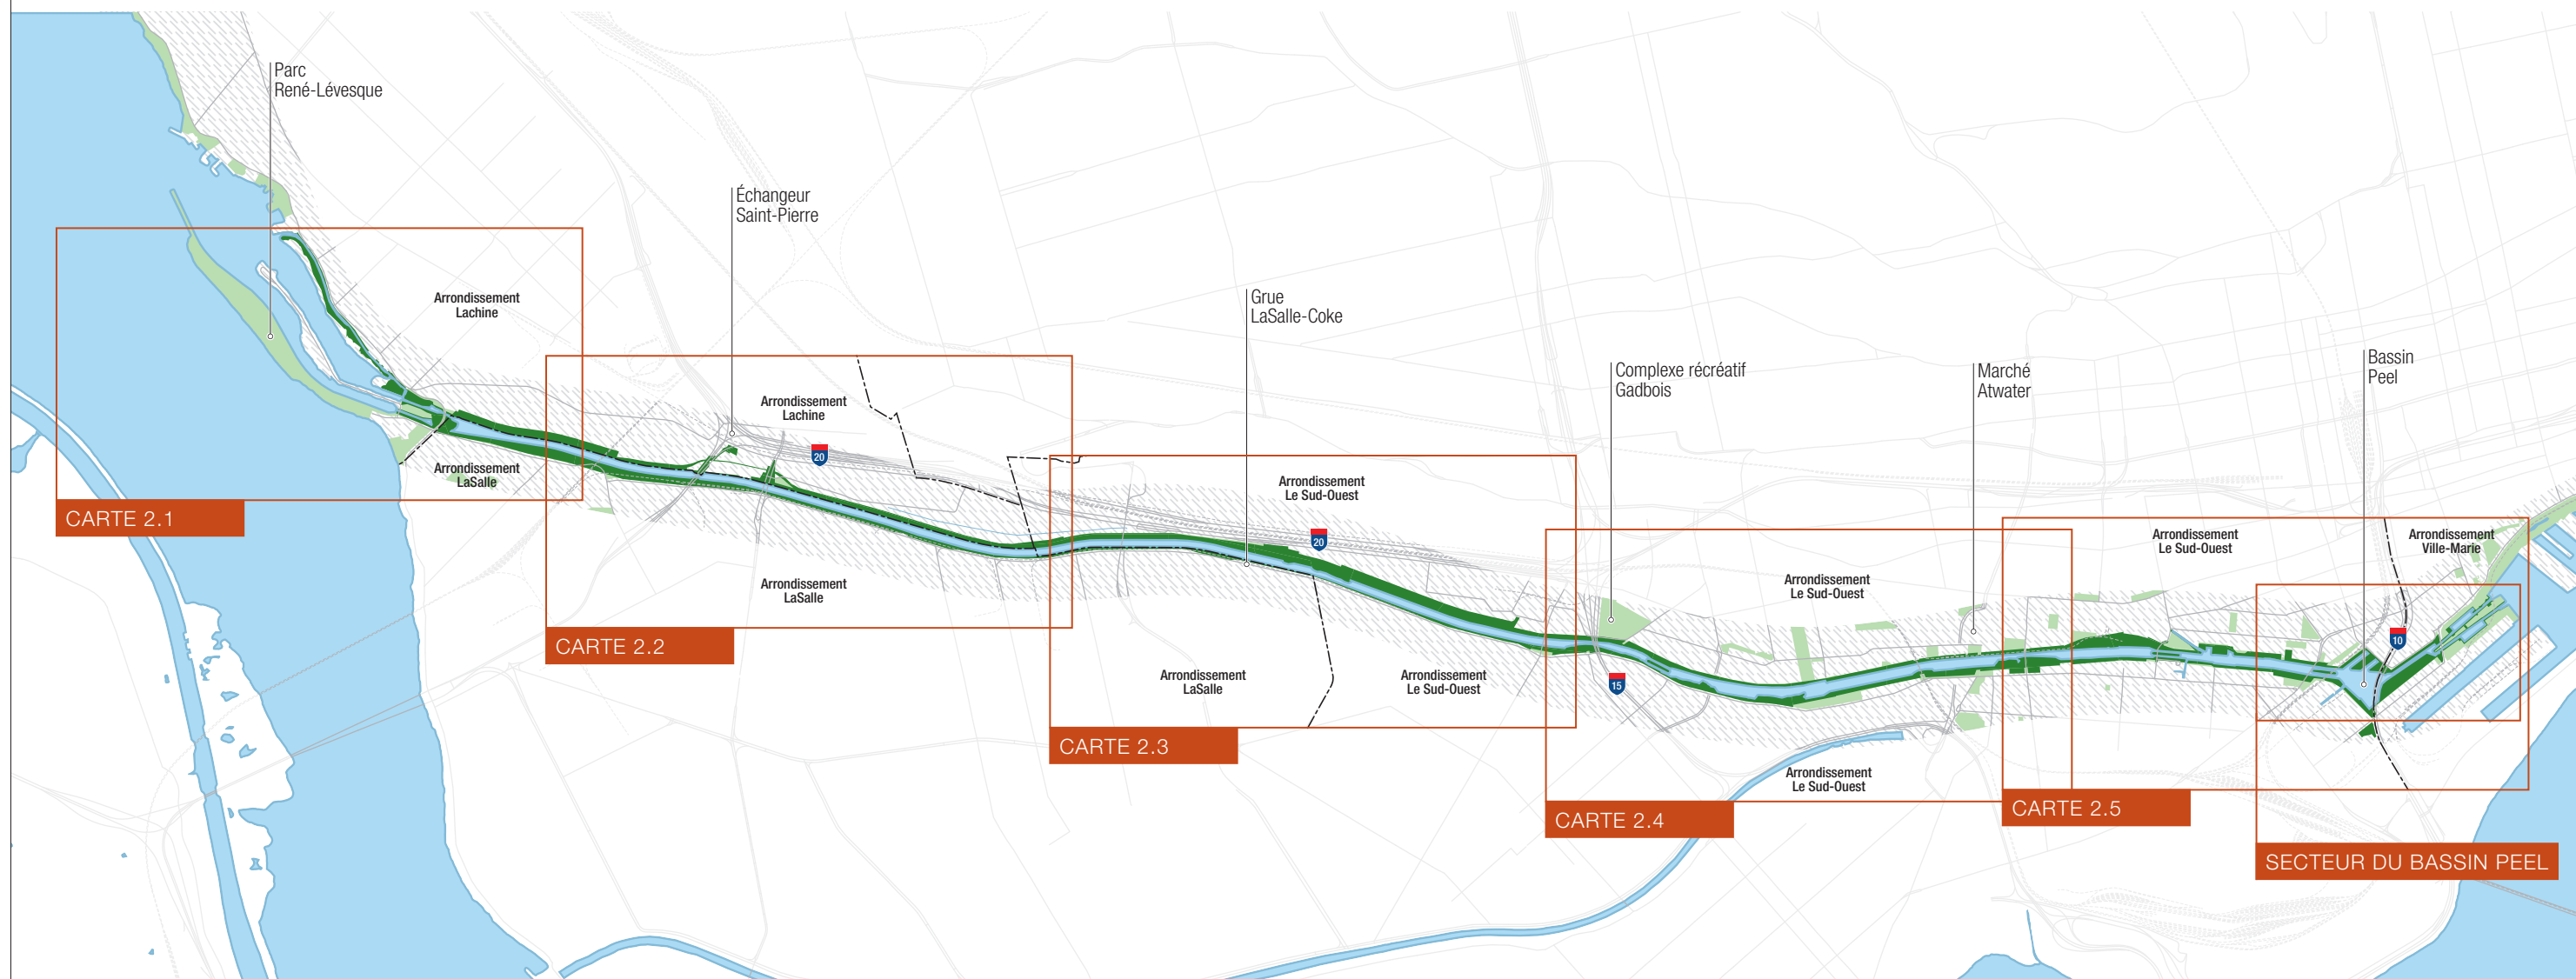 Parc
René-Lévesque
Échangeur
Saint-Pierre
Grue
LaSalle-Coke
Complexe récréatif
Gadbois
Marché
Atwater
Bassin
Peel
Arrondissement
Lachine
Arrondissement
LaSalle
CARTE 2.1
Arrondissement
Lachine
20
Arrondissement
LaSalle
CARTE 2.2
Arrondissement
Le Sud-Ouest
20
Arrondissement
LaSalle
Arrondissement
Le Sud-Ouest
CARTE 2.3
Arrondissement
Le Sud-Ouest
15
Arrondissement
Le Sud-Ouest
CARTE 2.4
Arrondissement
Le Sud-Ouest
Arrondissement
Ville-Marie
10
CARTE 2.5
SECTEUR DU BASSIN PEEL